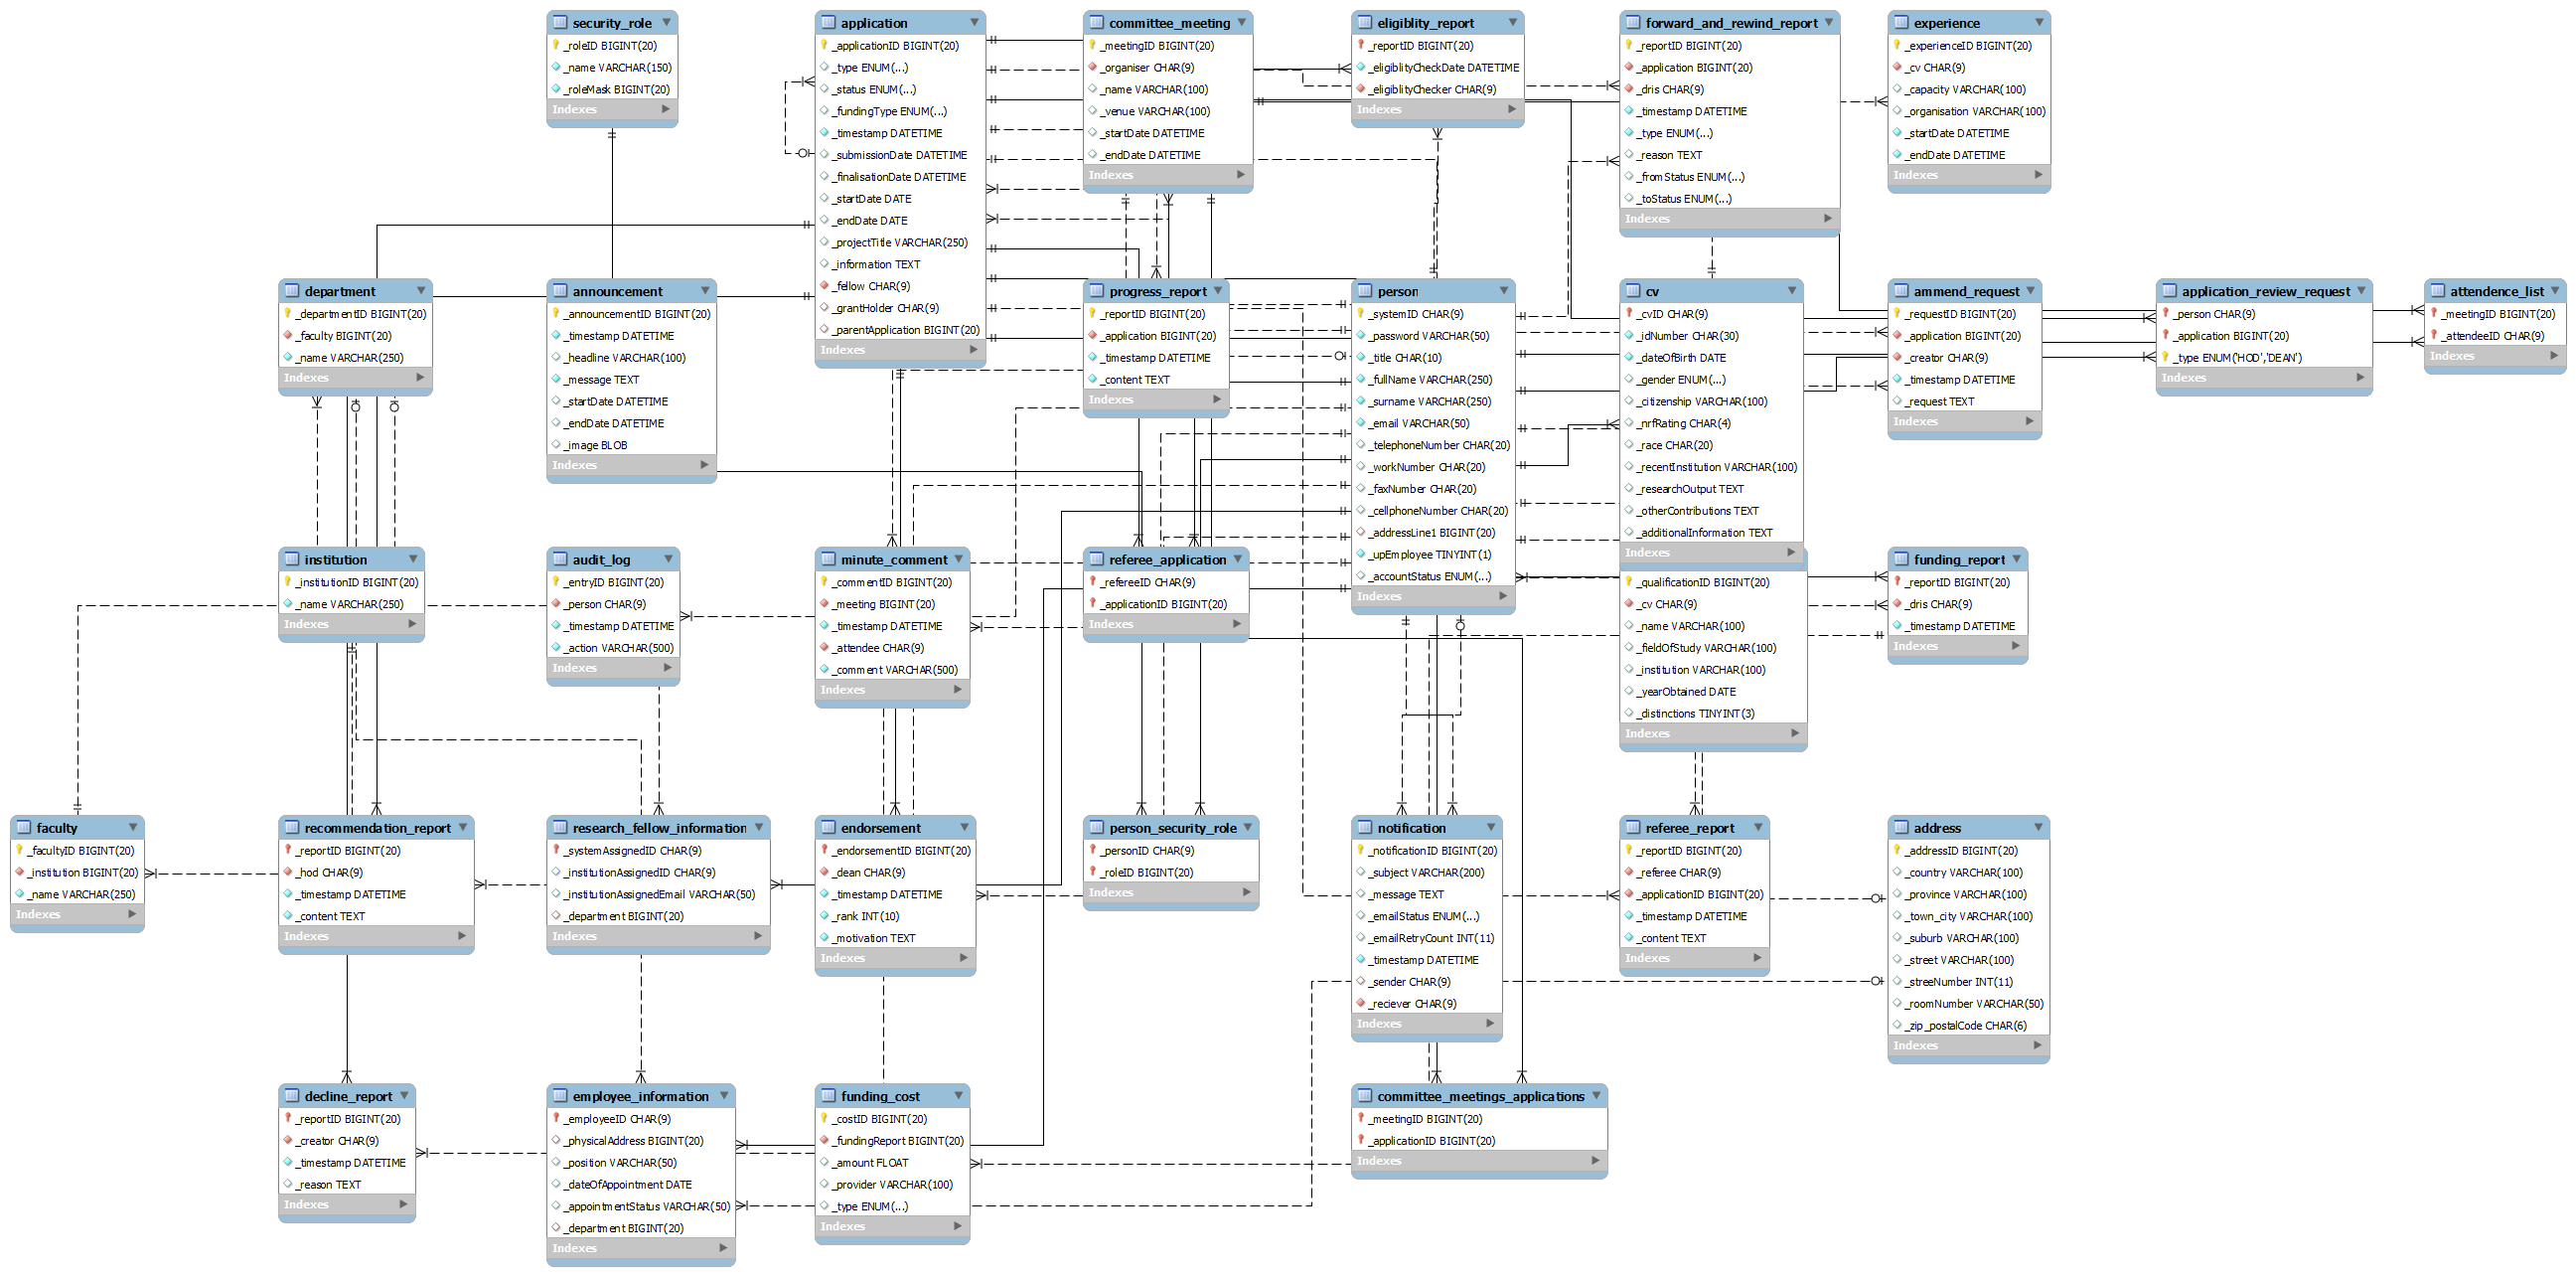 security_role
_roleID BIGINT(20)
_name VARCHAR(150)
_roleMask BIGINT(20)
Indexes
application
_applicationID BIGINT(20)
_type ENUM(...)
_status ENUM(...)
_fundingType ENUM(...)
_timestamp DATETIME
_submissionDate DATETIME
_finalisationDate DATETIME
_startDate DATE
_endDate DATE
_projectTitle VARCHAR(250)
_information TEXT
_fellow CHAR(9)
_grantHolder CHAR(9)
_parentApplication BIGINT(20)
Indexes
committee_meeting
_meetingID BIGINT(20)
_organiser CHAR(9)
_name VARCHAR(100)
_venue VARCHAR(100)
_startDate DATETIME
_endDate DATETIME
Indexes
eligiblity_report
_reportID BIGINT(20)
_eligiblityCheckDate DATETIME
_eligiblityChecker CHAR(9)
Indexes
forward_and_rewind_report
_reportID BIGINT(20)
_application BIGINT(20)
_dris CHAR(9)
_timestamp DATETIME
_type ENUM(...)
_reason TEXT
_fromStatus ENUM(...)
_toStatus ENUM(...)
Indexes
experience
_experienceID BIGINT(20)
_cv CHAR(9)
_capacity VARCHAR(100)
_organisation VARCHAR(100)
_startDate DATETIME
_endDate DATETIME
Indexes
department
_departmentID BIGINT(20)
_faculty BIGINT(20)
_name VARCHAR(250)
Indexes
announcement
_announcementID BIGINT(20)
_timestamp DATETIME
_headline VARCHAR(100)
_message TEXT
_startDate DATETIME
_endDate DATETIME
_image BLOB
Indexes
progress_report
_reportID BIGINT(20)
_application BIGINT(20)
_timestamp DATETIME
_content TEXT
Indexes
person
_systemID CHAR(9)
_password VARCHAR(50)
_title CHAR(10)
_fullName VARCHAR(250)
_surname VARCHAR(250)
_email VARCHAR(50)
_telephoneNumber CHAR(20)
_workNumber CHAR(20)
_faxNumber CHAR(20)
_cellphoneNumber CHAR(20)
_addressLine1 BIGINT(20)
_upEmployee TINYINT(1)
_accountStatus ENUM(...)
Indexes
cv
_cvID CHAR(9)
_idNumber CHAR(30)
_dateOfBirth DATE
_gender ENUM(...)
_citizenship VARCHAR(100)
_nrfRating CHAR(4)
_race CHAR(20)
_recentInstitution VARCHAR(100)
_researchOutput TEXT
_otherContributions TEXT
_additionalInformation TEXT
Indexes
ammend_request
_requestID BIGINT(20)
_application BIGINT(20)
_creator CHAR(9)
_timestamp DATETIME
_request TEXT
Indexes
application_review_request
_person CHAR(9)
_application BIGINT(20)
_type ENUM('HOD','DEAN')
Indexes
attendence_list
_meetingID BIGINT(20)
_attendeeID CHAR(9)
Indexes
institution
_institutionID BIGINT(20)
_name VARCHAR(250)
Indexes
audit_log
_entryID BIGINT(20)
_person CHAR(9)
_timestamp DATETIME
_action VARCHAR(500)
Indexes
minute_comment
_commentID BIGINT(20)
_meeting BIGINT(20)
_timestamp DATETIME
_attendee CHAR(9)
_comment VARCHAR(500)
Indexes
referee_application
_refereeID CHAR(9)
_applicationID BIGINT(20)
Indexes
_qualificationID BIGINT(20)
_cv CHAR(9)
_name VARCHAR(100)
_fieldOfStudy VARCHAR(100)
_institution VARCHAR(100)
_yearObtained DATE
_distinctions TINYINT(3)
Indexes
funding_report
_reportID BIGINT(20)
_dris CHAR(9)
_timestamp DATETIME
Indexes
faculty
_facultyID BIGINT(20)
_institution BIGINT(20)
_name VARCHAR(250)
Indexes
recommendation_report
_reportID BIGINT(20)
_hod CHAR(9)
_timestamp DATETIME
_content TEXT
Indexes
research_fellow_information
_systemAssignedID CHAR(9)
_institutionAssignedID CHAR(9)
_institutionAssignedEmail VARCHAR(50)
_department BIGINT(20)
Indexes
endorsement
_endorsementID BIGINT(20)
_dean CHAR(9)
_timestamp DATETIME
_rank INT(10)
_motivation TEXT
Indexes
person_security_role
_personID CHAR(9)
_roleID BIGINT(20)
Indexes
notification
_notificationID BIGINT(20)
_subject VARCHAR(200)
_message TEXT
_emailStatus ENUM(...)
_emailRetryCount INT(11)
_timestamp DATETIME
_sender CHAR(9)
_reciever CHAR(9)
Indexes
referee_report
_reportID BIGINT(20)
_referee CHAR(9)
_applicationID BIGINT(20)
_timestamp DATETIME
_content TEXT
Indexes
address
_addressID BIGINT(20)
_country VARCHAR(100)
_province VARCHAR(100)
_town_city VARCHAR(100)
_suburb VARCHAR(100)
_street VARCHAR(100)
_streeNumber INT(11)
_roomNumber VARCHAR(50)
_zip_postalCode CHAR(6)
Indexes
decline_report
_reportID BIGINT(20)
_creator CHAR(9)
_timestamp DATETIME
_reason TEXT
Indexes
employee_information
_employeeID CHAR(9)
_physicalAddress BIGINT(20)
_position VARCHAR(50)
_dateOfAppointment DATE
_appointmentStatus VARCHAR(50)
_department BIGINT(20)
Indexes
funding_cost
_costID BIGINT(20)
_fundingReport BIGINT(20)
_amount FLOAT
_provider VARCHAR(100)
_type ENUM(...)
Indexes
committee_meetings_applications
_meetingID BIGINT(20)
_applicationID BIGINT(20)
Indexes